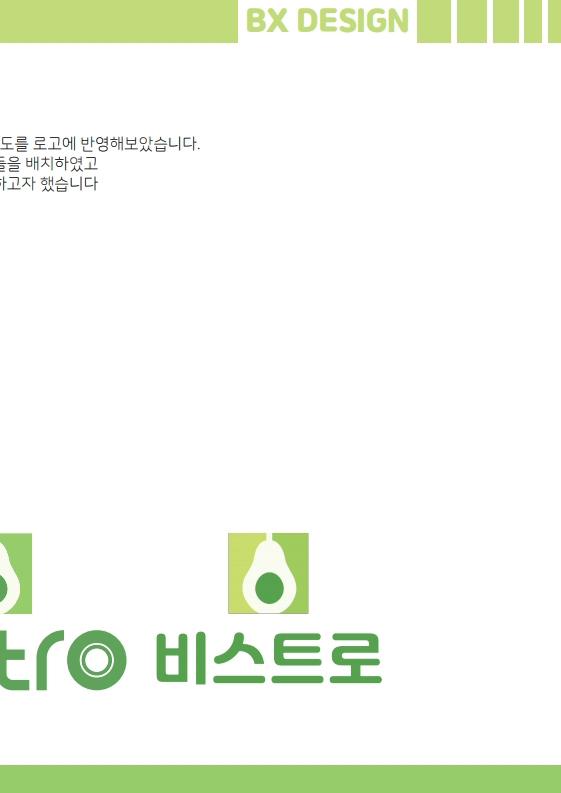 BX DESIGN
도를 로고에 반영해보았습니다.
들을 배치하였고
하고자 했습니다
tro 비스트로